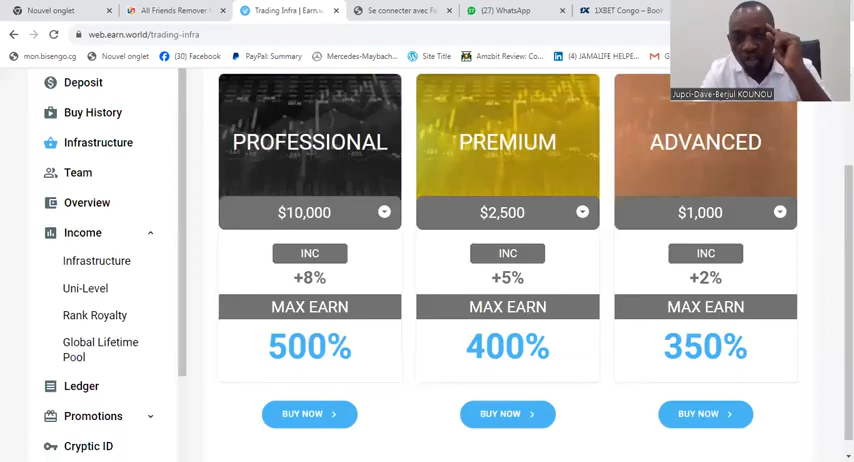 Nouvel onglet
All Friends Remover
Trading Infra | Earn.w
Se connecter avec Fa
(27) WhatsApp
1XBET Congo – Book
web.earn.world/trading-infra
mon.bisengo.cg
Nouvel onglet
(30) Facebook
PayPal: Summary
Mercedes-Maybach...
Site Title
Amzbit Review: Co...
(4) JAMALIFE HELPE...
G
Jupci-Dave-Berjul KOUNOU
Deposit
Buy History
Infrastructure
Team
Overview
Income
Infrastructure
Uni-Level
Rank Royalty
Global Lifetime
Pool
Ledger
Promotions
Cryptic ID
PROFESSIONAL
$10,000
INC
+8%
MAX EARN
500%
BUY NOW
PREMIUM
$2,500
INC
+5%
MAX EARN
400%
BUY NOW
ADVANCED
$1,000
INC
+2%
MAX EARN
350%
BUY NOW